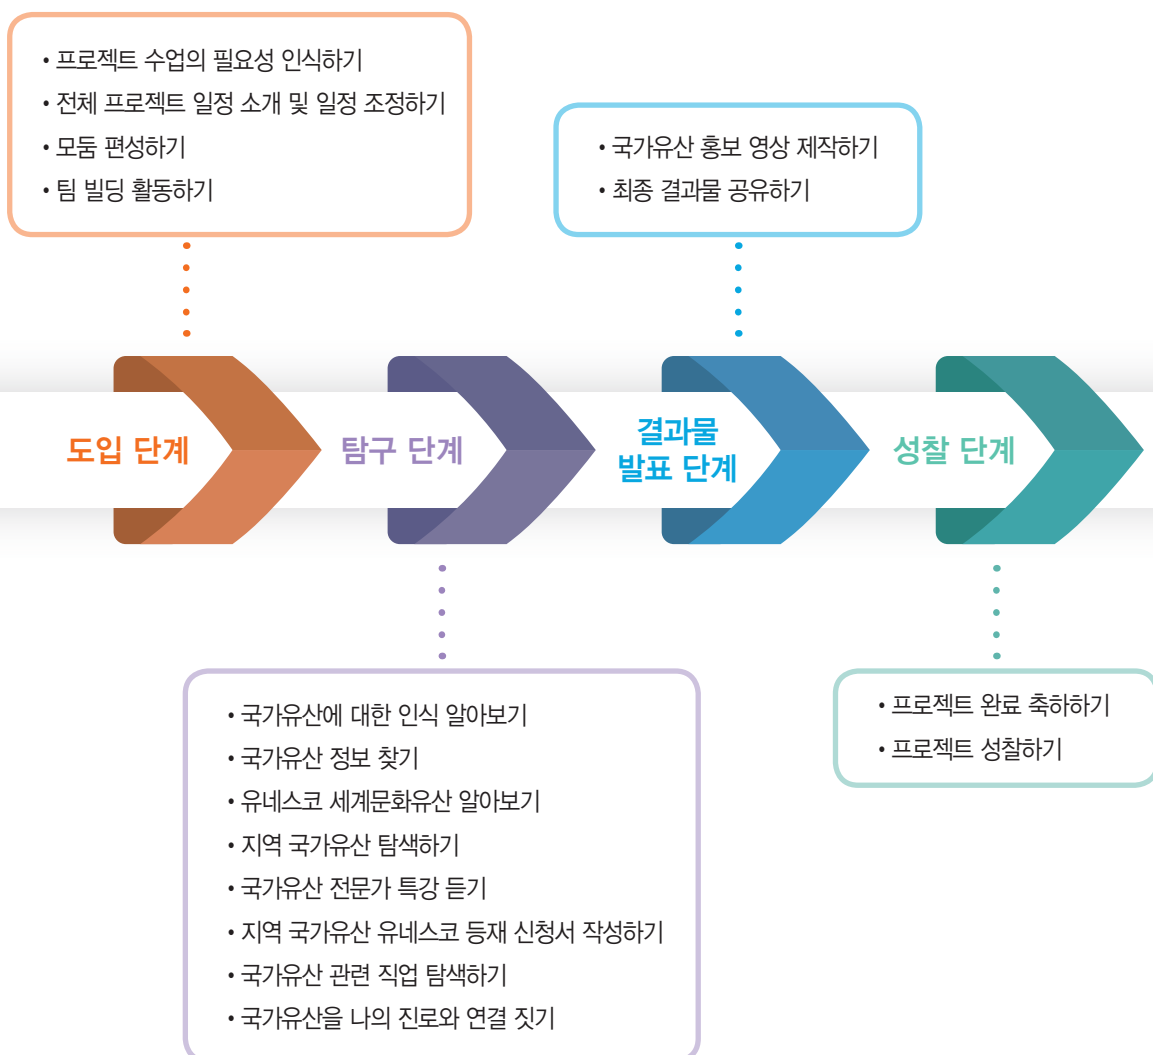 • 프로젝트 수업의 필요성 인식하기
• 전체 프로젝트 일정 소개 및 일정 조정하기
• 모둠 편성하기
• 팀 빌딩 활동하기
• 국가유산 홍보 영상 제작하기
• 최종 결과물 공유하기
도입 단계
탐구 단계
결과물
발표 단계
성찰 단계
• 국가유산에 대한 인식 알아보기
• 국가유산 정보 찾기
• 유네스코 세계문화유산 알아보기
• 지역 국가유산 탐색하기
• 국가유산 전문가 특강 듣기
• 지역 국가유산 유네스코 등재 신청서 작성하기
• 국가유산 관련 직업 탐색하기
• 국가유산을 나의 진로와 연결 짓기
• 프로젝트 완료 축하하기
• 프로젝트 성찰하기